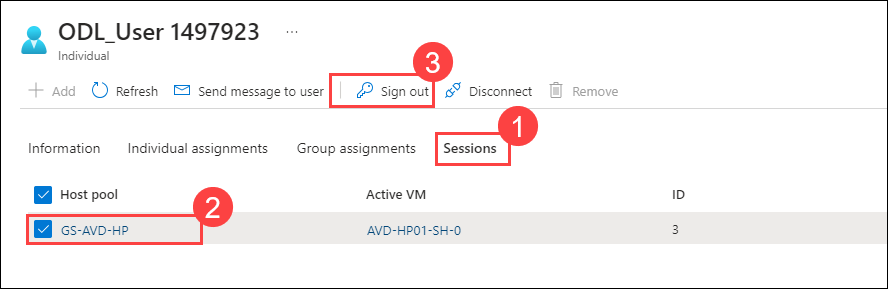 ODL_User 1497923 ...
Individual
3
Add Refresh Send message to user Sign out Disconnect Remove
1
Information Individual assignments Group assignments Sessions
Host pool Active VM ID
2
GS-AVD-HP AVD-HP01-SH-0 3